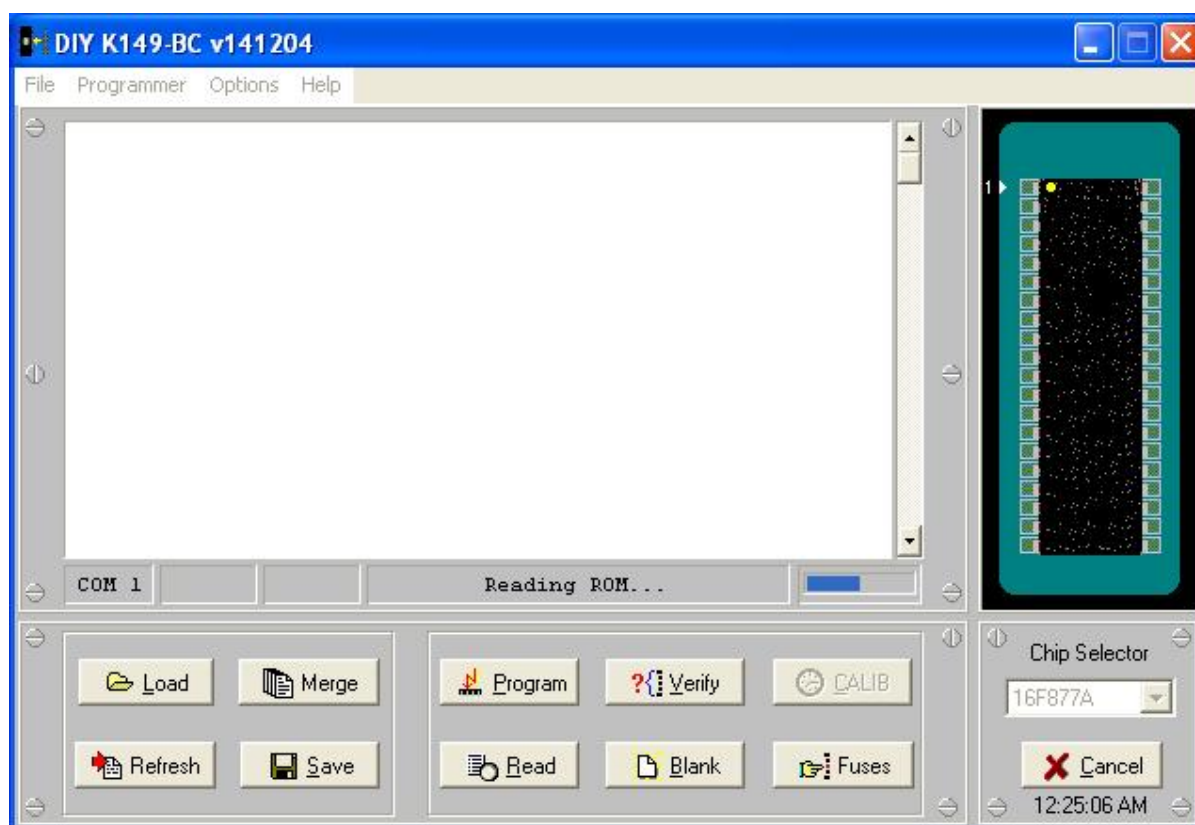 DIY K149-BC v141204
File Programmer Options Help
1
COM 1 Reading ROM...
Load Merge Program Verify CALIB
Refresh Save Read Blank Fuses
Chip Selector
16F877A
Cancel
12:25:06 AM